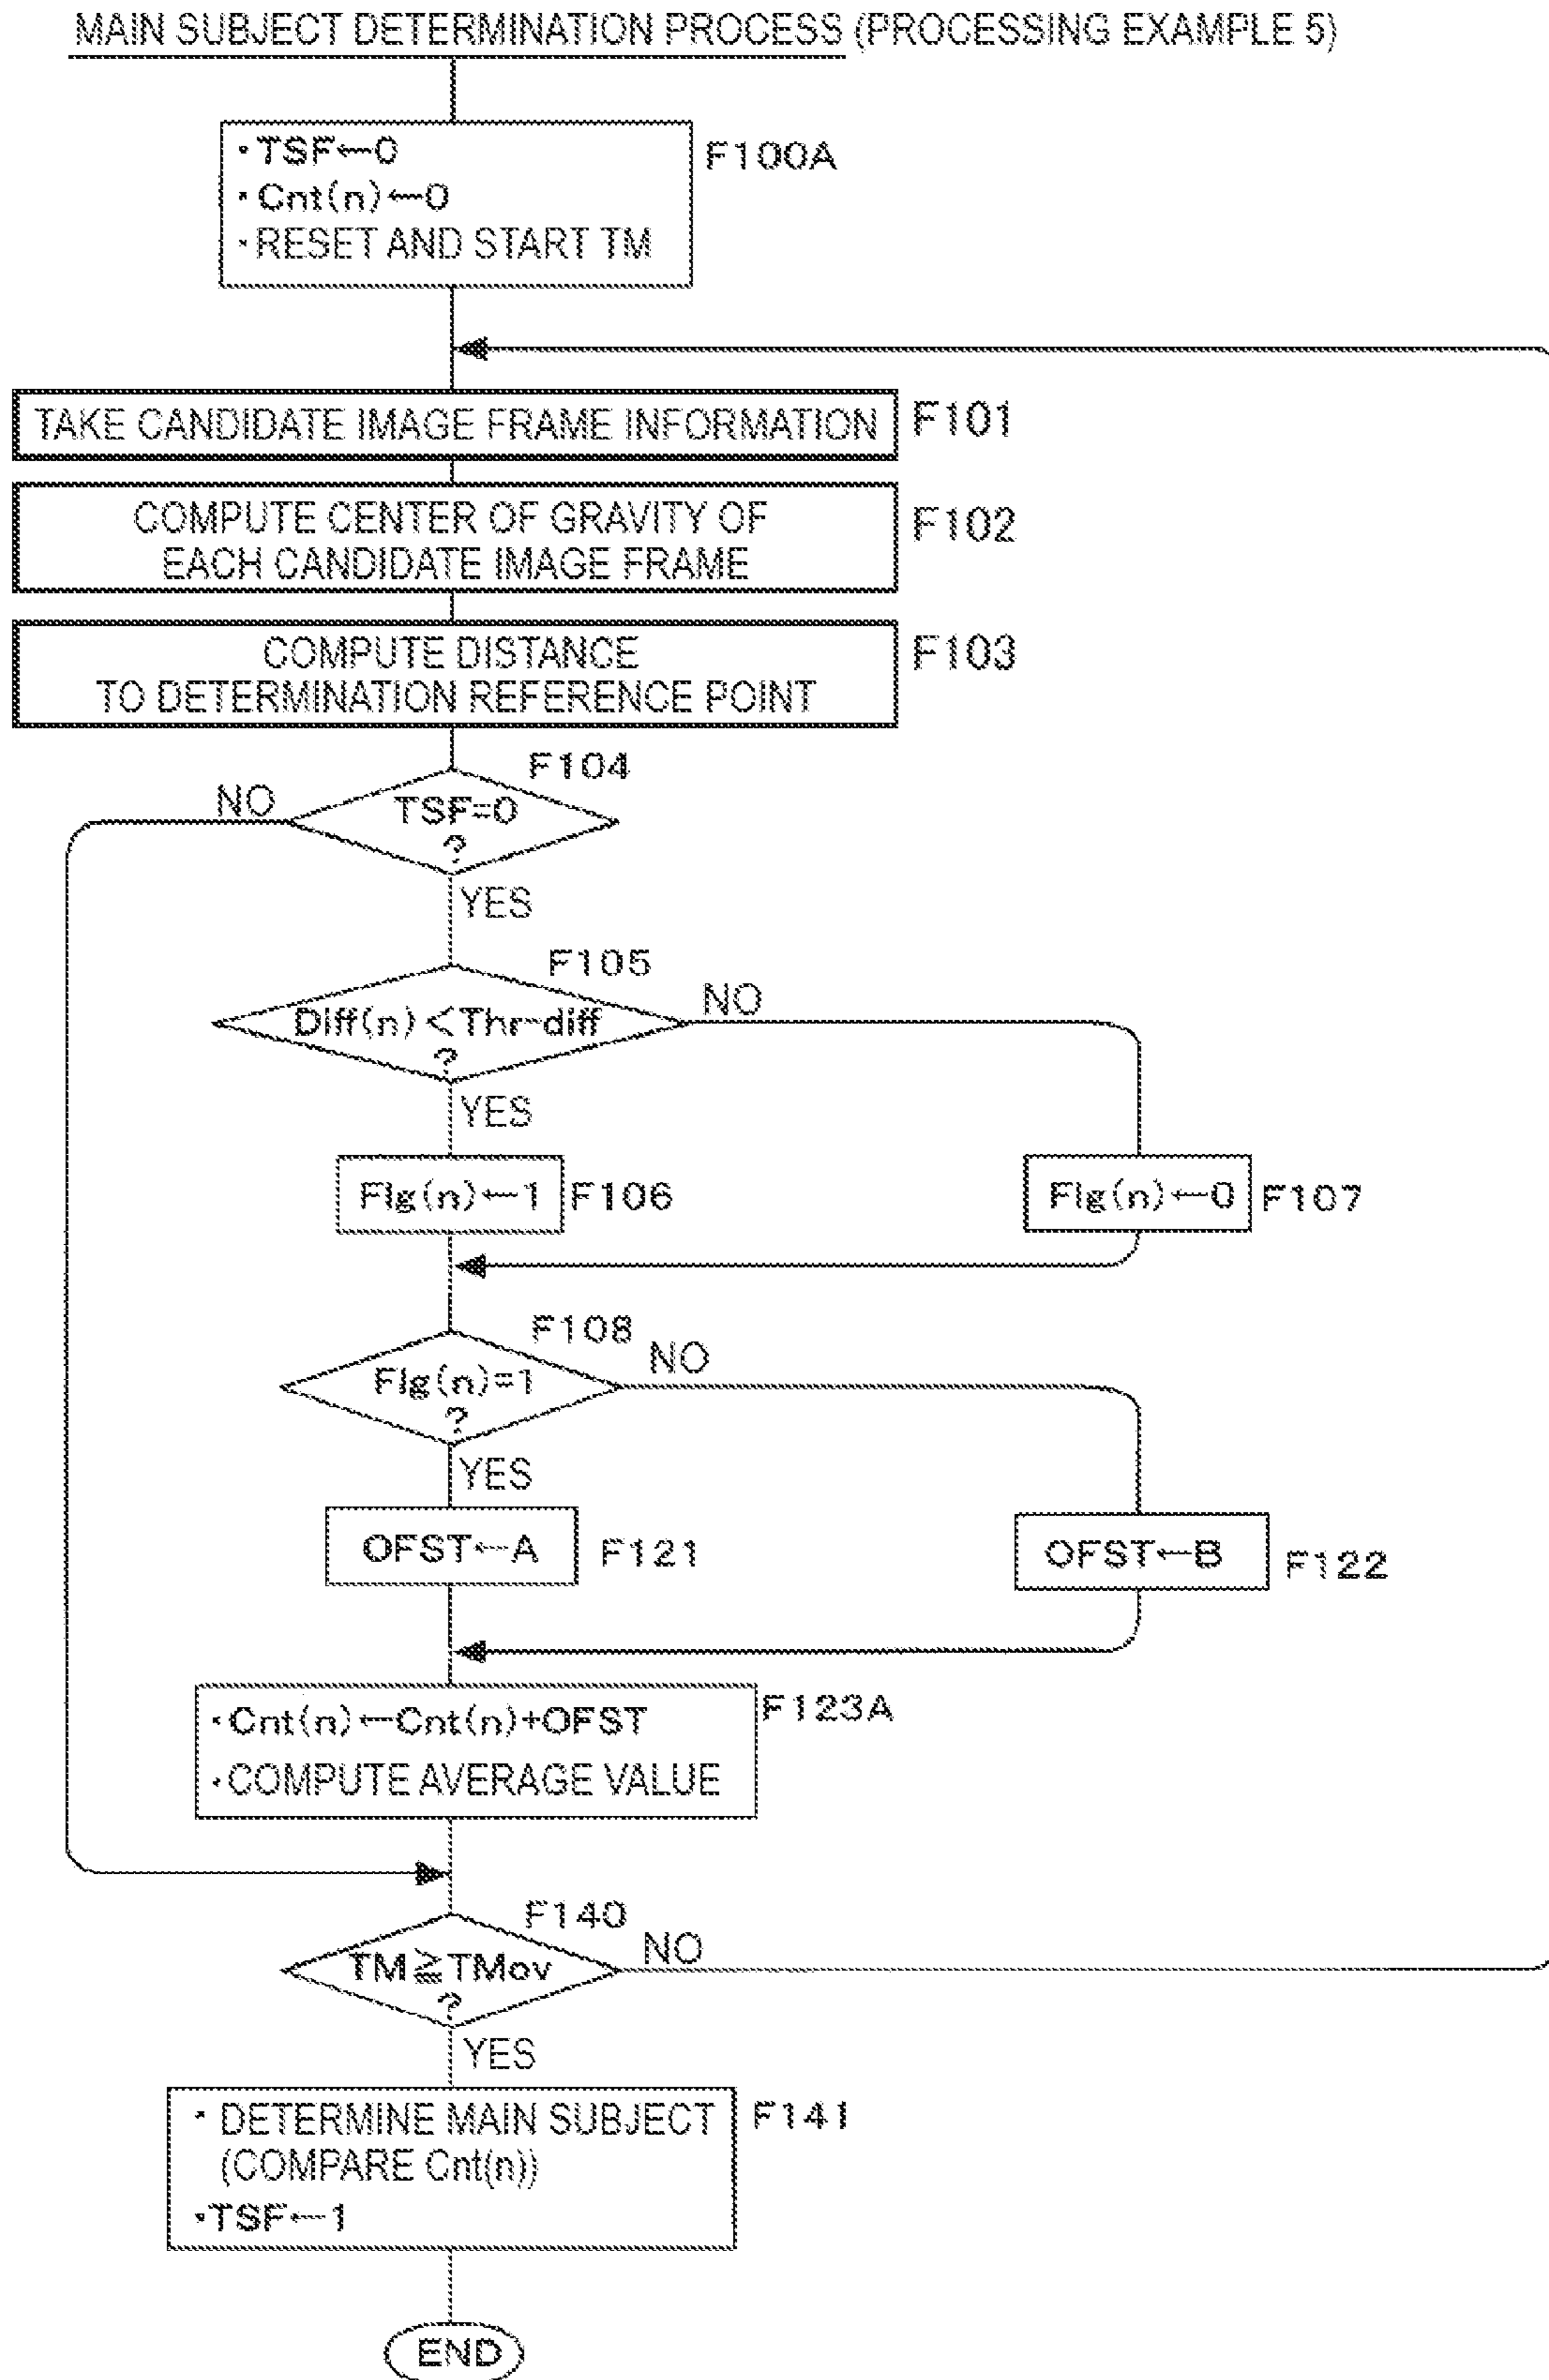 MAIN SUBJECT DETERMINATION PROCESS (PROCESSING EXAMPLE 5)
・TSF←0
・Cnt(n)←0
・RESET AND START TM
F100A
TAKE CANDIDATE IMAGE FRAME INFORMATION
F101
COMPUTE CENTER OF GRAVITY OF
EACH CANDIDATE IMAGE FRAME
F102
COMPUTE DISTANCE
TO DETERMINATION REFERENCE POINT
F103
F104
NO
TSF=0
?
YES
F105
NO
Diff(n)<Thr-diff
?
YES
Flg(n)←1
F106
Flg(n)←0
F107
F108
NO
Flg(n)=1
?
YES
OFST←A
F121
OFST←B
F122
・Cnt(n)←Cnt(n)+OFST
・COMPUTE AVERAGE VALUE
F123A
F140
NO
TM≧TMov
?
YES
・DETERMINE MAIN SUBJECT
(COMPARE Cnt(n))
・TSF←1
F141
END